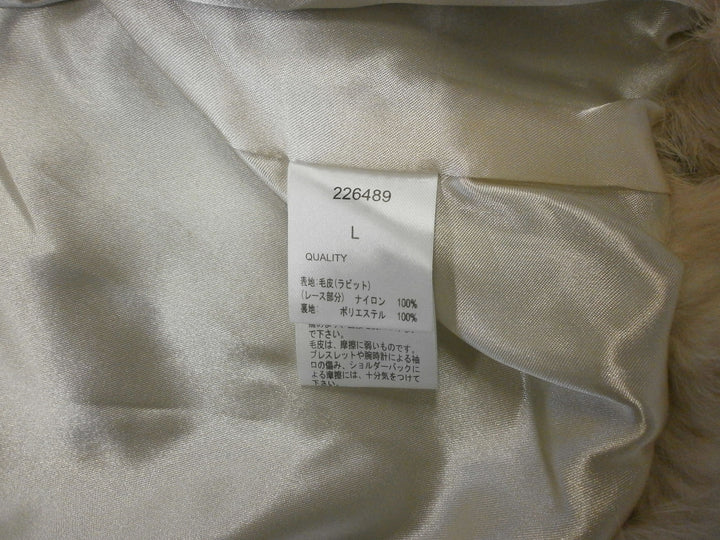 226489
L
QUALITY
表地:毛皮(ラビット)
(レース部分) ナイロン 100%
裏地: ポリエステル 100%
で下さい。
毛皮は、摩擦に弱いものです。
ブレスレットや腕時計による袖
口の傷み、ショルダーバックに
よる摩擦には、十分気をつけて
下さい。